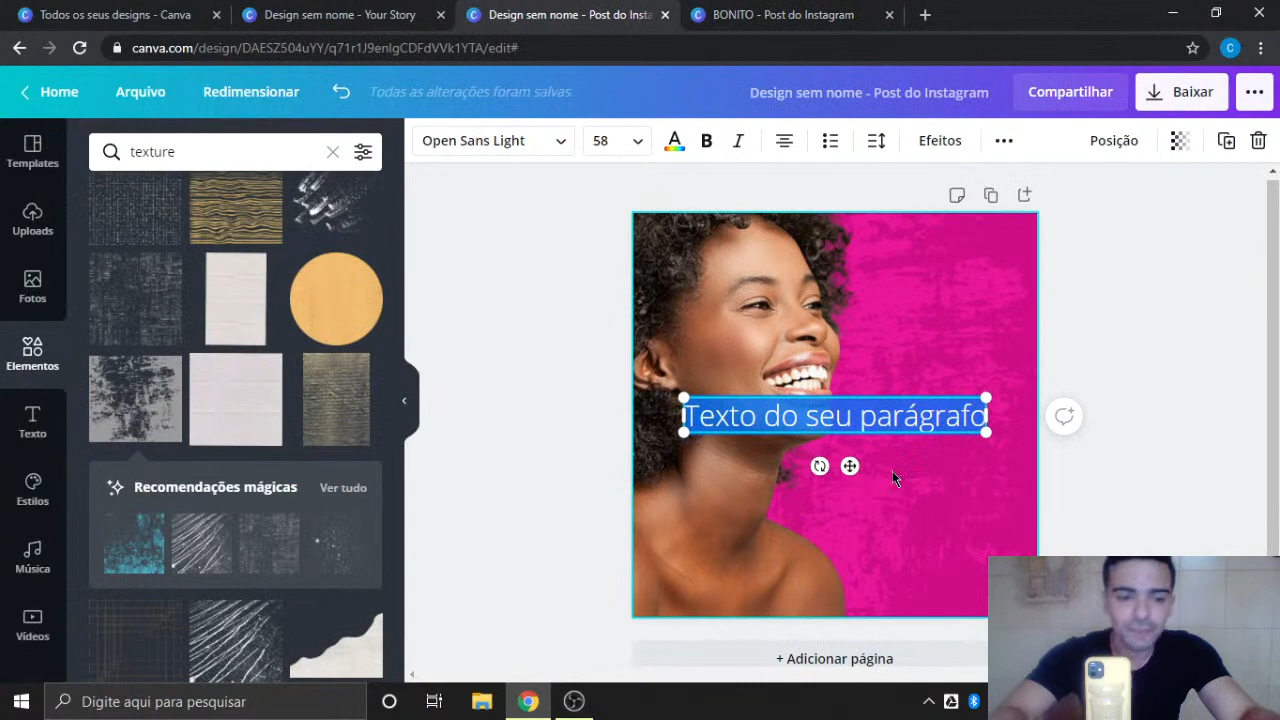 Todos os seus designs - Canva
Design sem nome - Your Story
Design sem nome - Post do Insta
BONITO - Post do Instagram
canva.com/design/DAESZ504uYY/q71r1J9enIgCDFdVVk1YTA/edit#
C
Home
Arquivo
Redimensionar
Todas as alterações foram salvas
Design sem nome - Post do Instagram
Compartilhar
Baixar
Templates
Uploads
Fotos
Elementos
Texto
Estilos
Música
Vídeos
texture
Open Sans Light
58
A
B
I
Efeitos
Posição
Texto do seu parágrafo
Recomendações mágicas
Ver tudo
+ Adicionar página
Digite aqui para pesquisar